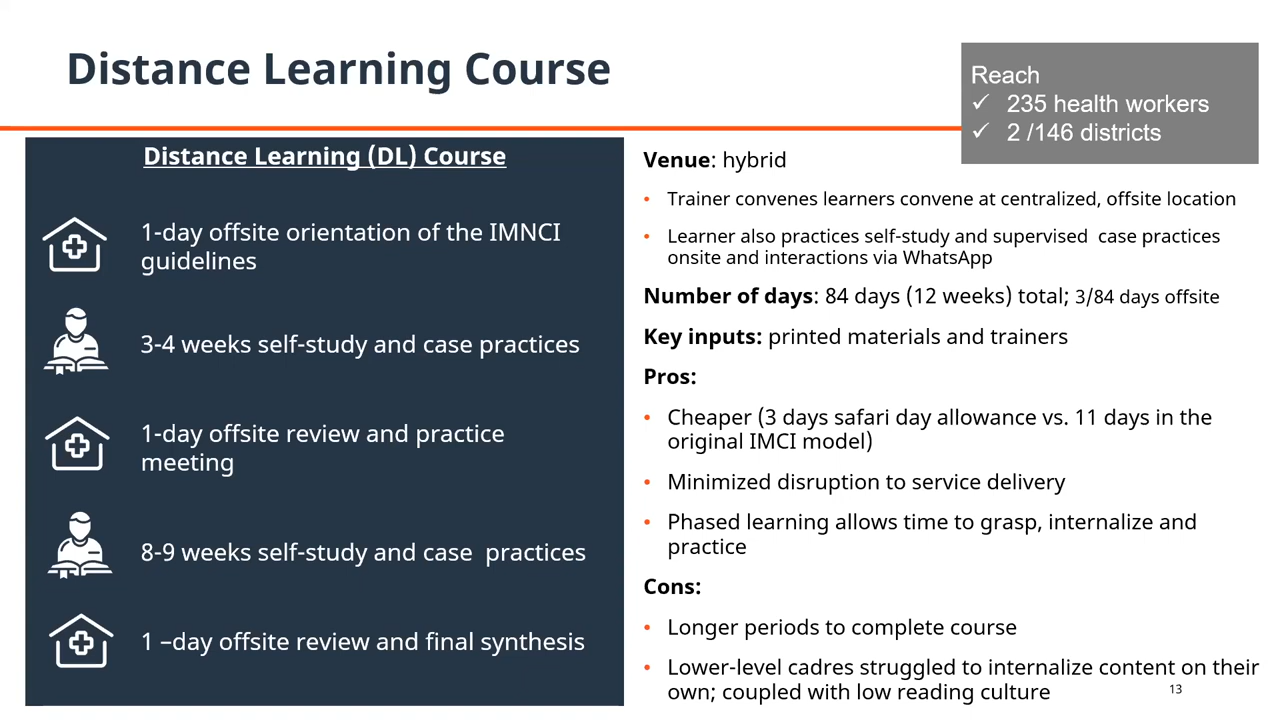 Distance Learning Course
Reach
✓ 235 health workers
✓ 2 /146 districts
Distance Learning (DL) Course
1-day offsite orientation of the IMNCI
guidelines
3-4 weeks self-study and case practices
1-day offsite review and practice
meeting
8-9 weeks self-study and case  practices
1 –day offsite review and final synthesis
Venue: hybrid
• Trainer convenes learners convene at centralized, offsite location
• Learner also practices self-study and supervised  case practices
onsite and interactions via WhatsApp
Number of days: 84 days (12 weeks) total; 3/84 days offsite
Key inputs: printed materials and trainers
Pros:
• Cheaper (3 days safari day allowance vs. 11 days in the
original IMCI model)
• Minimized disruption to service delivery
• Phased learning allows time to grasp, internalize and
practice
Cons:
• Longer periods to complete course
• Lower-level cadres struggled to internalize content on their
own; coupled with low reading culture
13